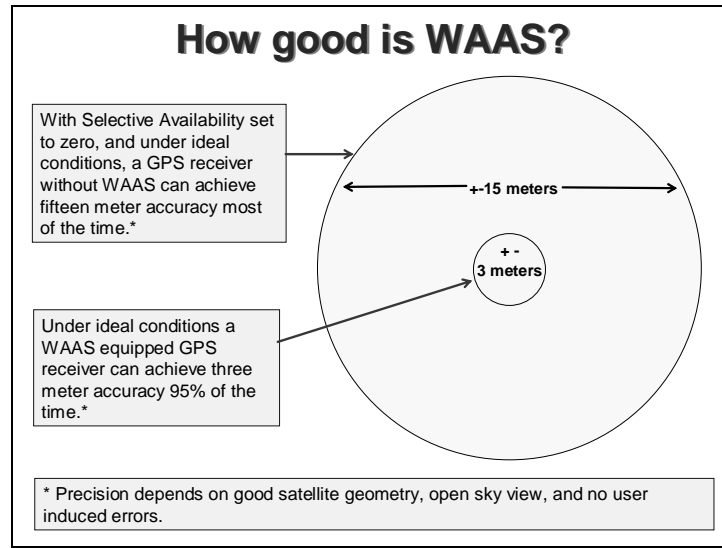 How good is WAAS?
With Selective Availability set
to zero, and under ideal
conditions, a GPS receiver
without WAAS can achieve
fifteen meter accuracy most
of the time.*
+-15 meters
+ -
3 meters
Under ideal conditions a
WAAS equipped GPS
receiver can achieve three
meter accuracy 95% of the
time.*
* Precision depends on good satellite geometry, open sky view, and no user
induced errors.